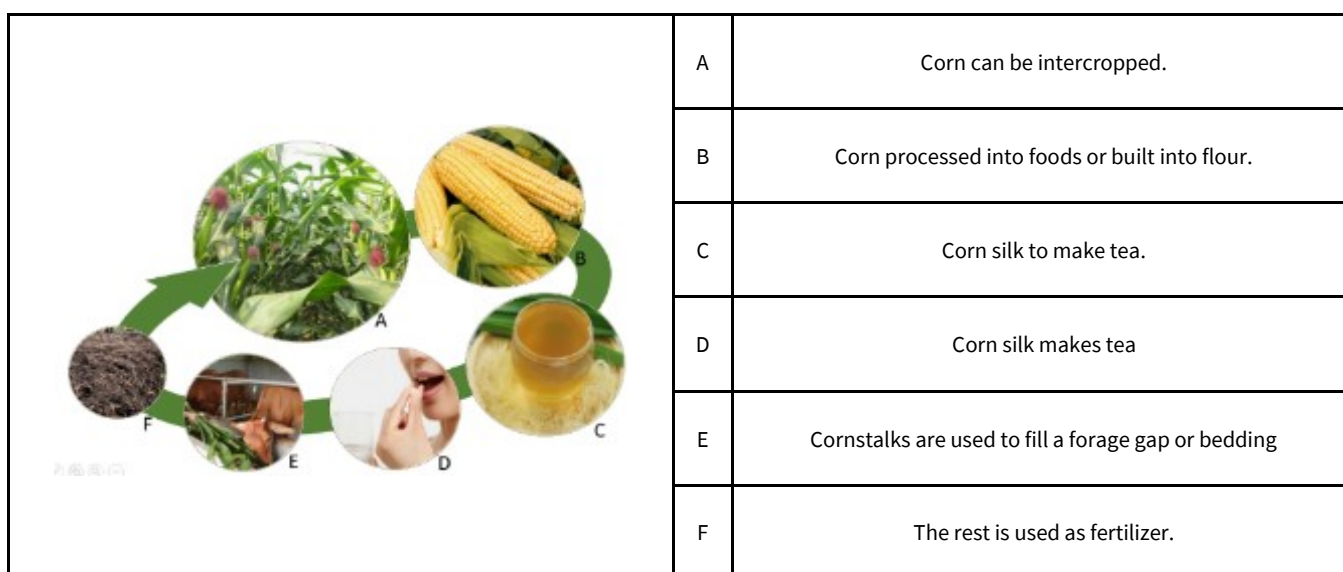 A
Corn can be intercropped.
B
Corn processed into foods or built into flour.
C
Corn silk to make tea.
D
Corn silk makes tea
E
Cornstalks are used to fill a forage gap or bedding
F
The rest is used as fertilizer.
A
B
C
D
E
F